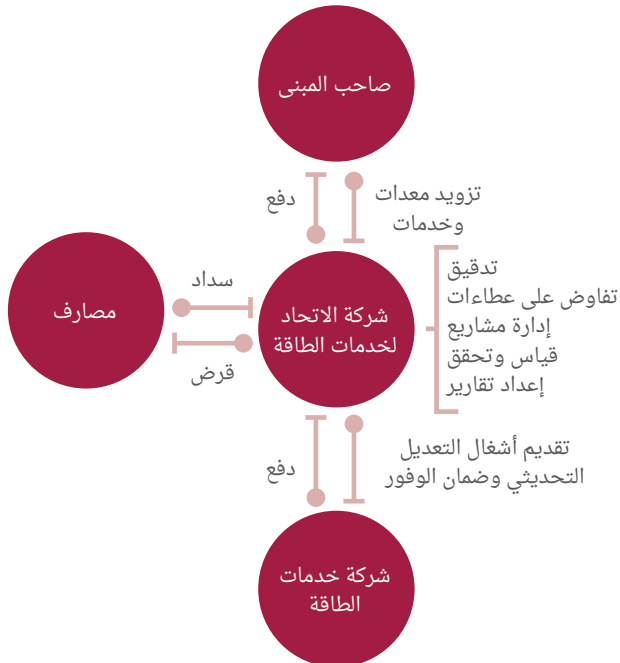 صاحب المبنى
تزويد معدات
وخدمات
دفع
تدقيق
تفاوض على عطاءات
إدارة مشاريع
قياس وتحقق
إعداد تقارير
شركة الاتحاد
لخدمات الطاقة
سداد
قرض
مصارف
تقديم أشغال التعديل
التحديثي وضمان الوفور
دفع
شركة خدمات
الطاقة